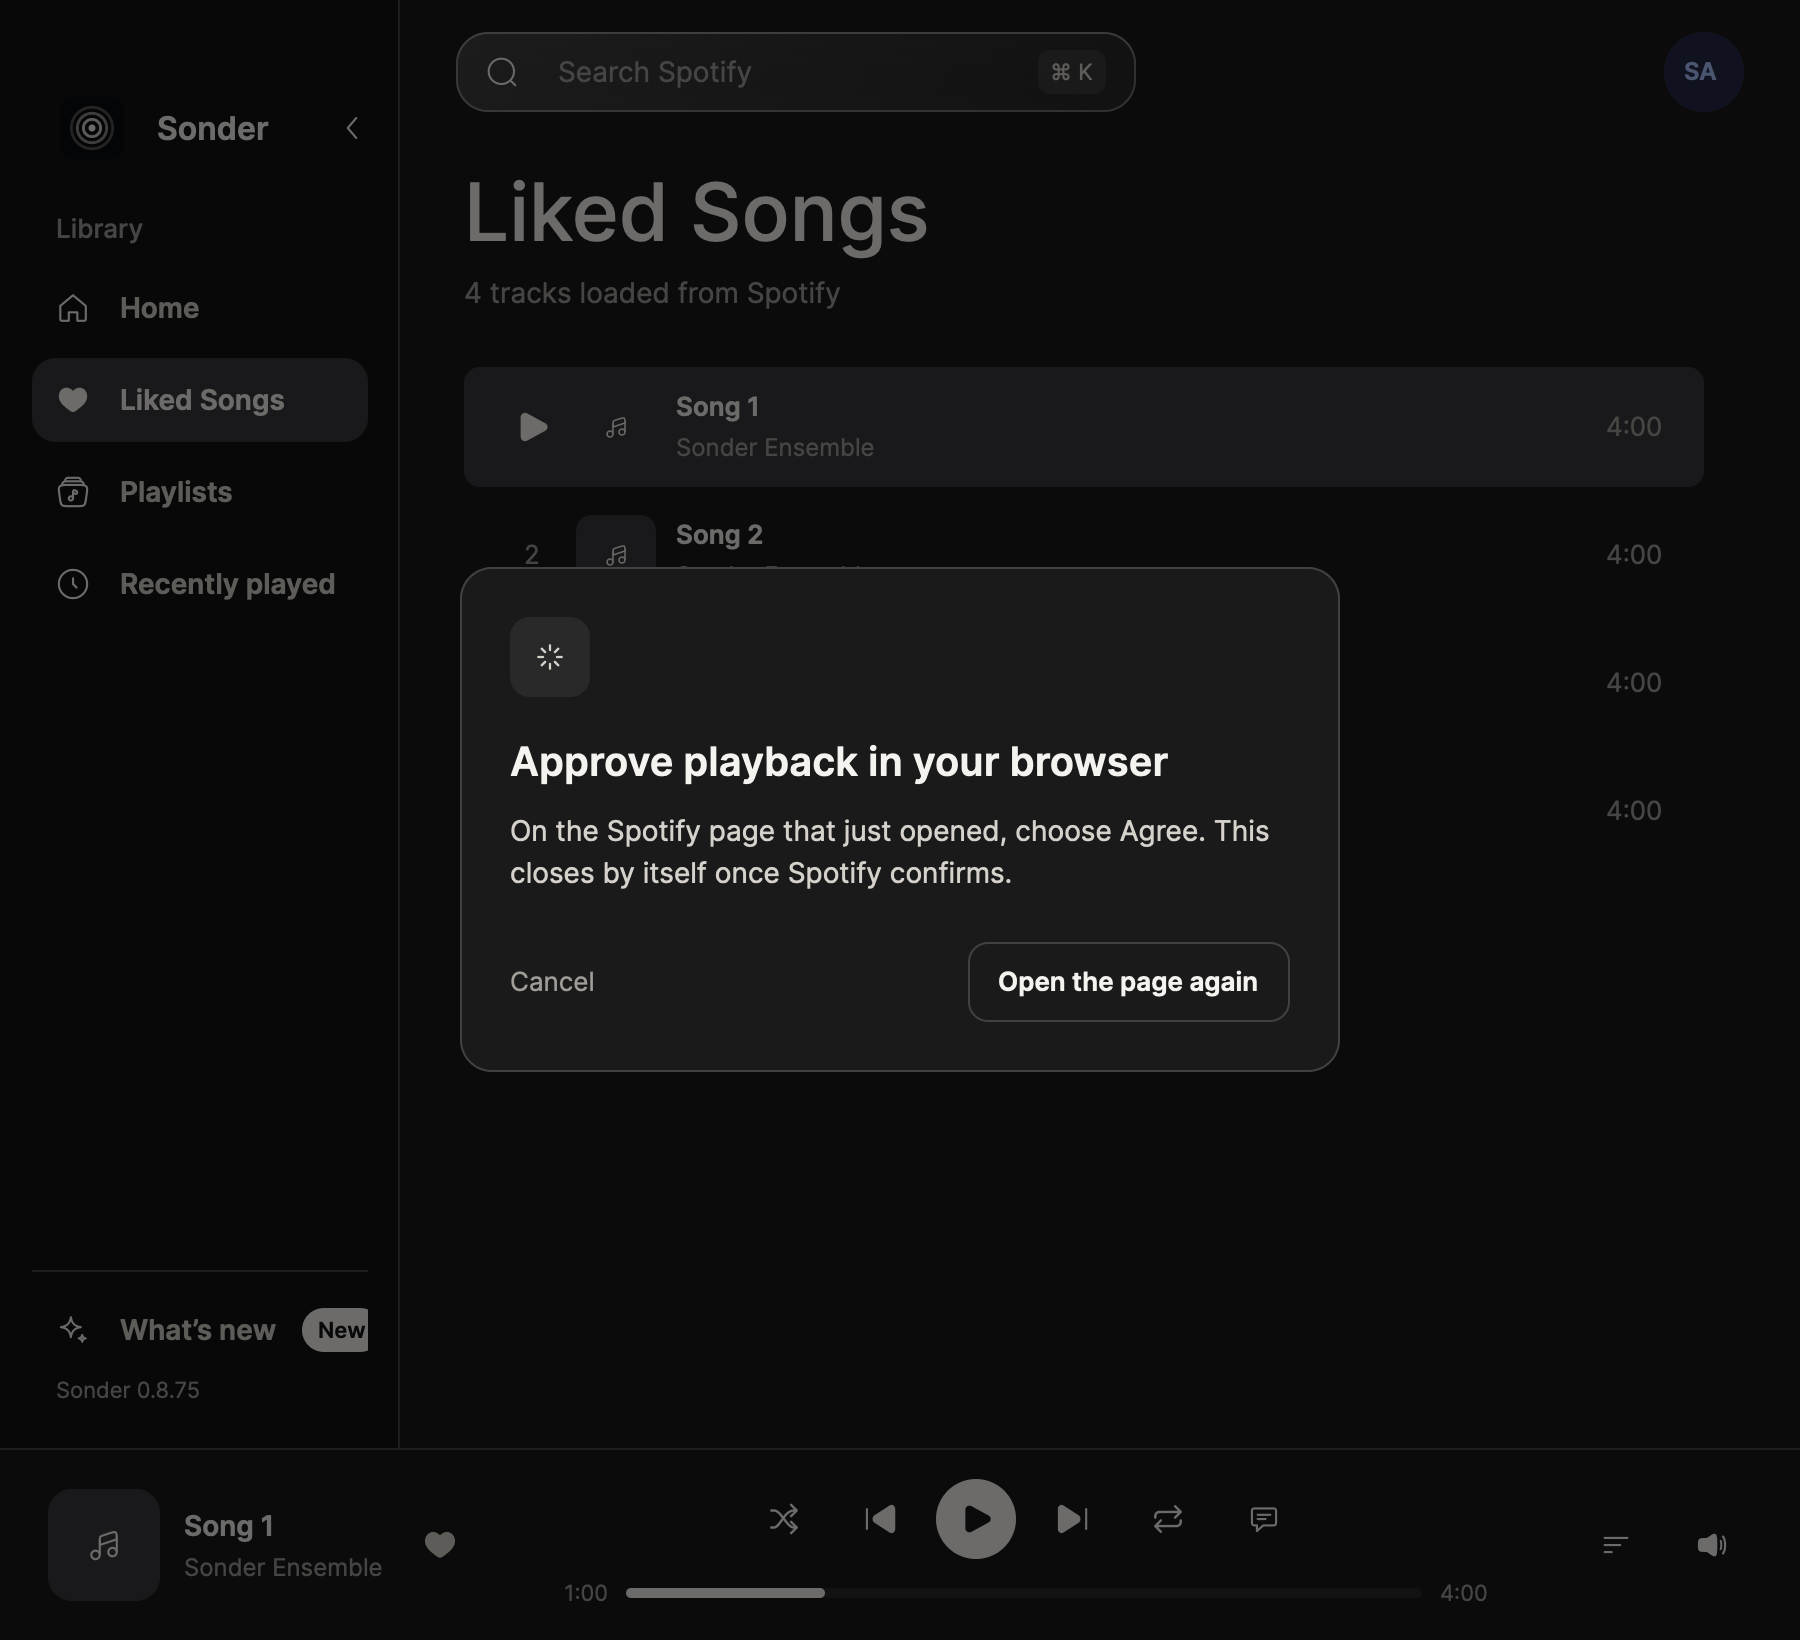 Search Spotify
⌘ K
SA
Sonder
Library
Home
Liked Songs
Playlists
Recently played
Liked Songs
4 tracks loaded from Spotify
Song 1
Sonder Ensemble
4:00
2
Song 2
4:00
4:00
4:00
Approve playback in your browser
On the Spotify page that just opened, choose Agree. This
closes by itself once Spotify confirms.
Cancel
Open the page again
What’s new
New
Sonder 0.8.75
Song 1
Sonder Ensemble
1:00
4:00